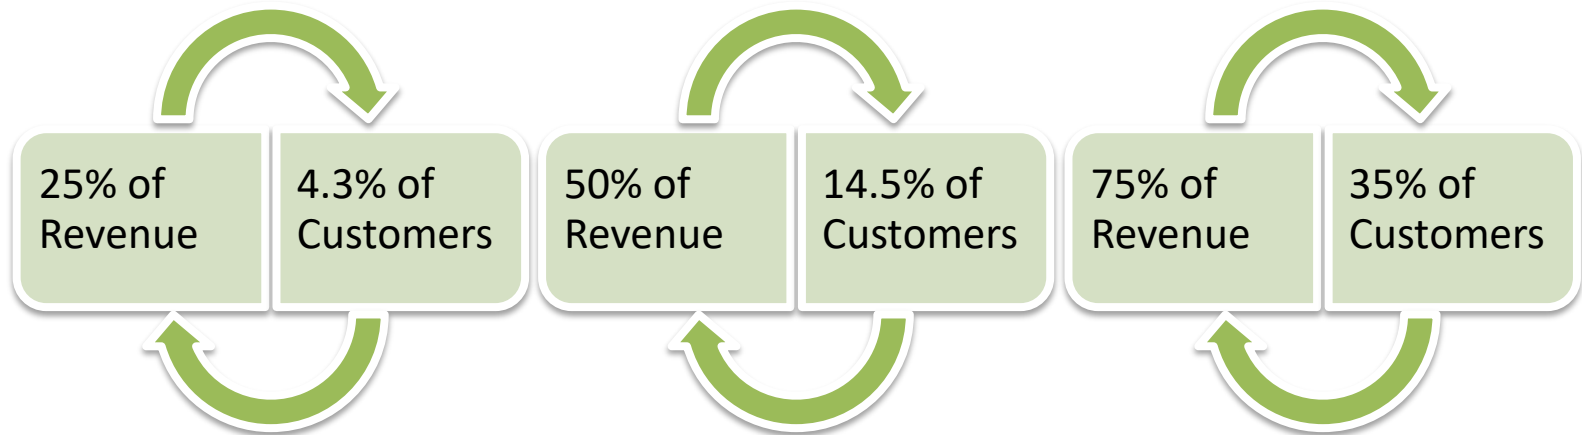 25% of
Revenue
4.3% of
Customers
50% of
Revenue
14.5% of
Customers
75% of
Revenue
35% of
Customers